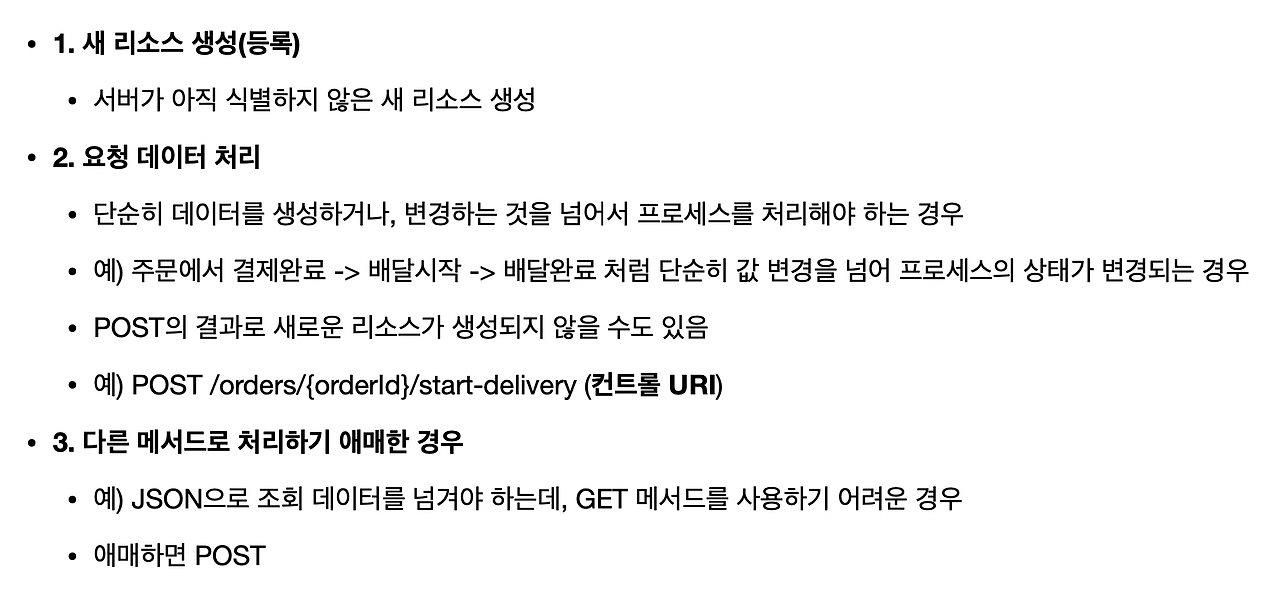 • 1. 새 리소스 생성(등록)
• 서버가 아직 식별하지 않은 새 리소스 생성
• 2. 요청 데이터 처리
• 단순히 데이터를 생성하거나, 변경하는 것을 넘어서 프로세스를 처리해야 하는 경우
• 예) 주문에서 결제완료 -> 배달시작 -> 배달완료 처럼 단순히 값 변경을 넘어 프로세스의 상태가 변경되는 경우
• POST의 결과로 새로운 리소스가 생성되지 않을 수도 있음
• 예) POST /orders/{orderId}/start-delivery (컨트롤 URI)
• 3. 다른 메서드로 처리하기 애매한 경우
• 예) JSON으로 조회 데이터를 넘겨야 하는데, GET 메서드를 사용하기 어려운 경우
• 애매하면 POST